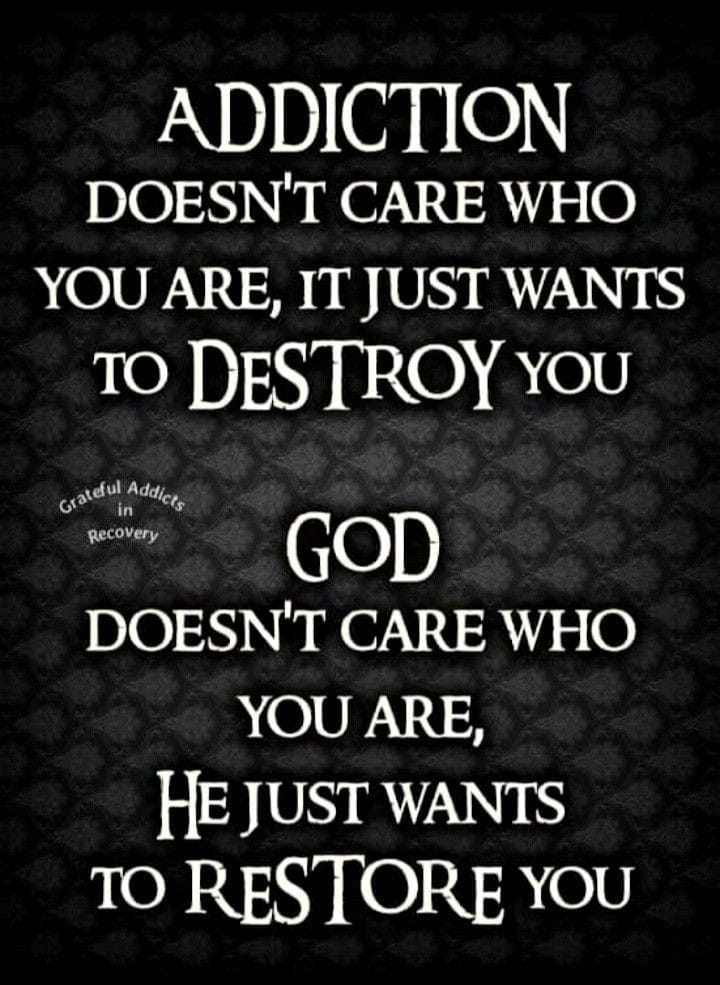 ADDICTION
DOESN'T CARE WHO
YOU ARE, IT JUST WANTS
TO DESTROY YOU
Grateful Addicts
in
Recovery
GOD
DOESN'T CARE WHO
YOU ARE,
HE JUST WANTS
TO RESTORE YOU